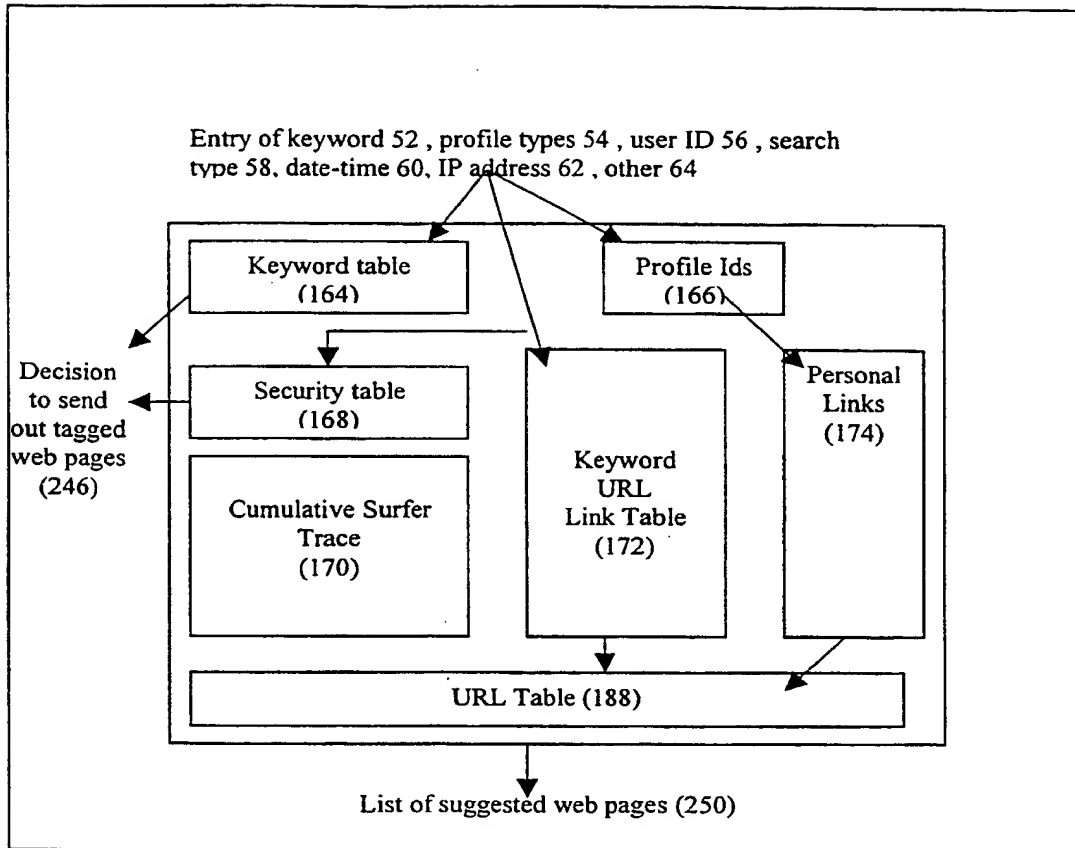 Entry of keyword 52 , profile types 54 , user ID 56 , search
type 58, date-time 60, IP address 62 , other 64
Keyword table
(164)
Profile Ids
(166)
Decision
to send
out tagged
web pages
(246)
Security table
(168)
Personal
Links
(174)
Cumulative Surfer
Trace
(170)
Keyword
URL
Link Table
(172)
URL Table (188)
List of suggested web pages (250)